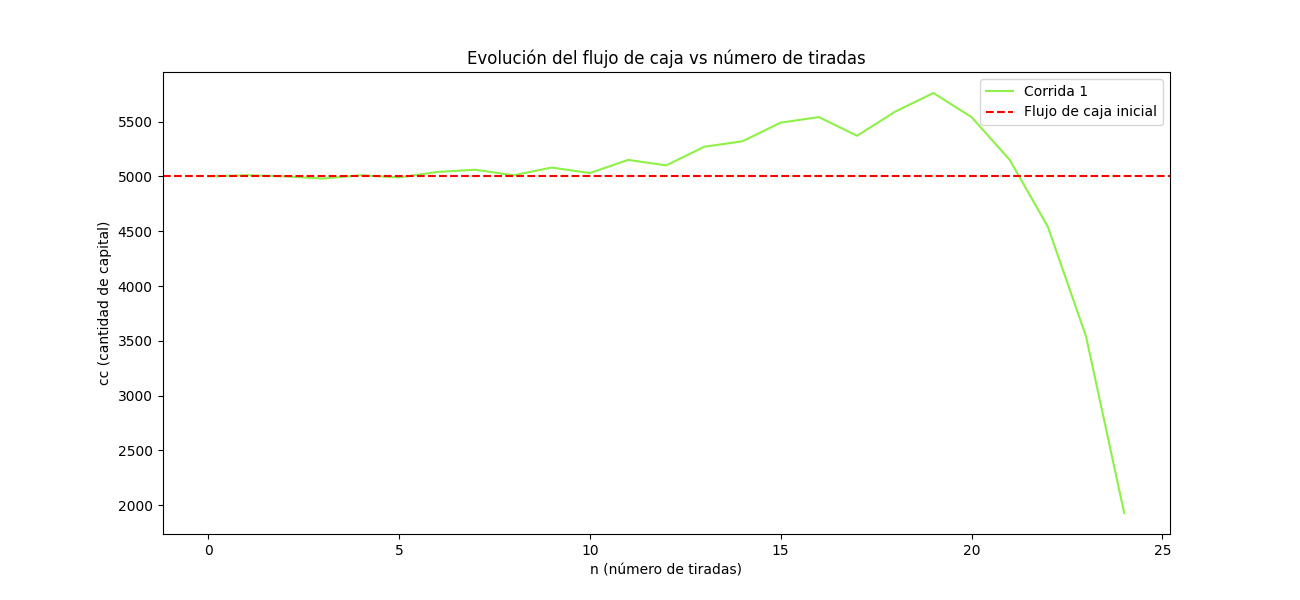 Evolución del flujo de caja vs número de tiradas
Corrida 1
Flujo de caja inicial
cc (cantidad de capital)
5500
5000
4500
4000
3500
3000
2500
2000
0
5
10
15
20
25
n (número de tiradas)